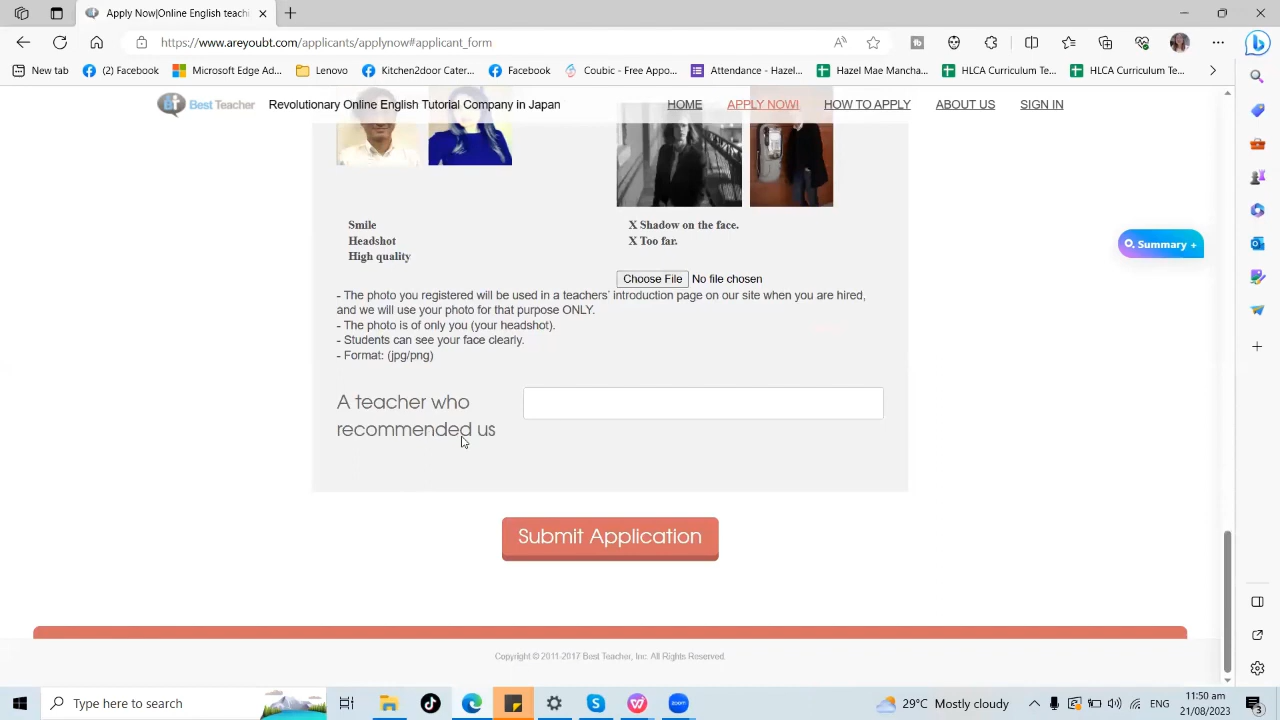 Apply Now - Best Teache
https://www.areyoubt.com/applicants/applynow#applicant_form
New tab
(2) Facebook
Microsoft Edge Ad...
Lenovo
Kitchen2door Cater...
Facebook
Coubic - Free Appo...
Attendance - Hazel...
Hazel Mae Mancha...
HLCA Curriculum Te...
HLCA Curriculum Te...
Best Teacher Revolutionary Online English Tutorial Company in Japan
HOME
APPLY NOW!
HOW TO APPLY
ABOUT US
SIGN IN
Smile
Headshot
High quality
X Shadow on the face.
X Too far.
Choose File No file chosen
- The photo you registered will be used in a teachers' introduction page on our site when you are hired,
and we will use your photo for that purpose ONLY.
- The photo is of only you (your headshot).
- Students can see your face clearly.
- Format: (jpg/png)
A teacher who
recommended us
Submit Application
Summary +
Copyright © 2011-2017 Best Teacher, Inc. All Rights Reserved.
Type here to search
zoom
29°C Mostly cloudy
ENG
11:50 am
21/08/2023
3